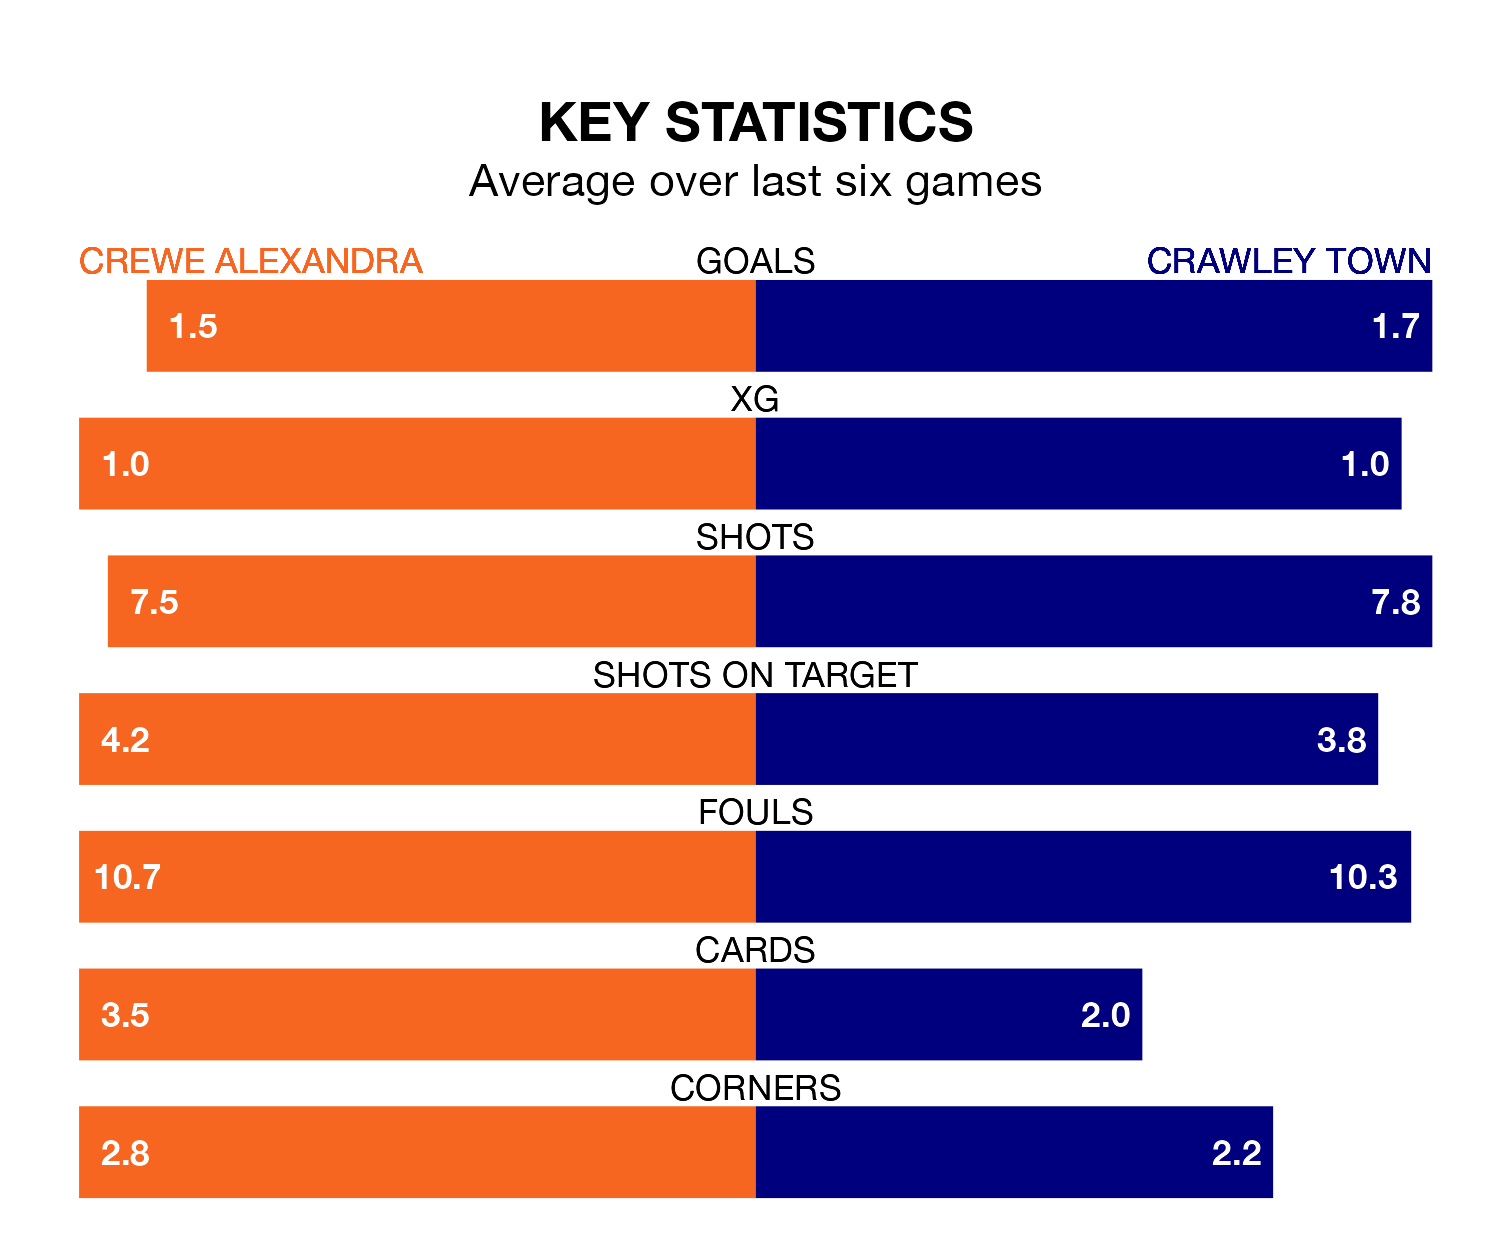 KEY STATISTICS
Average over last six games
CREWE ALEXANDRA GOALS CRAWLEY TOWN
1.5 1.7
XG
1.0 1.0
SHOTS
7.5 7.8
SHOTS ON TARGET
4.2 3.8
FOULS
10.7 10.3
CARDS
3.5 2.0
CORNERS
2.8 2.2